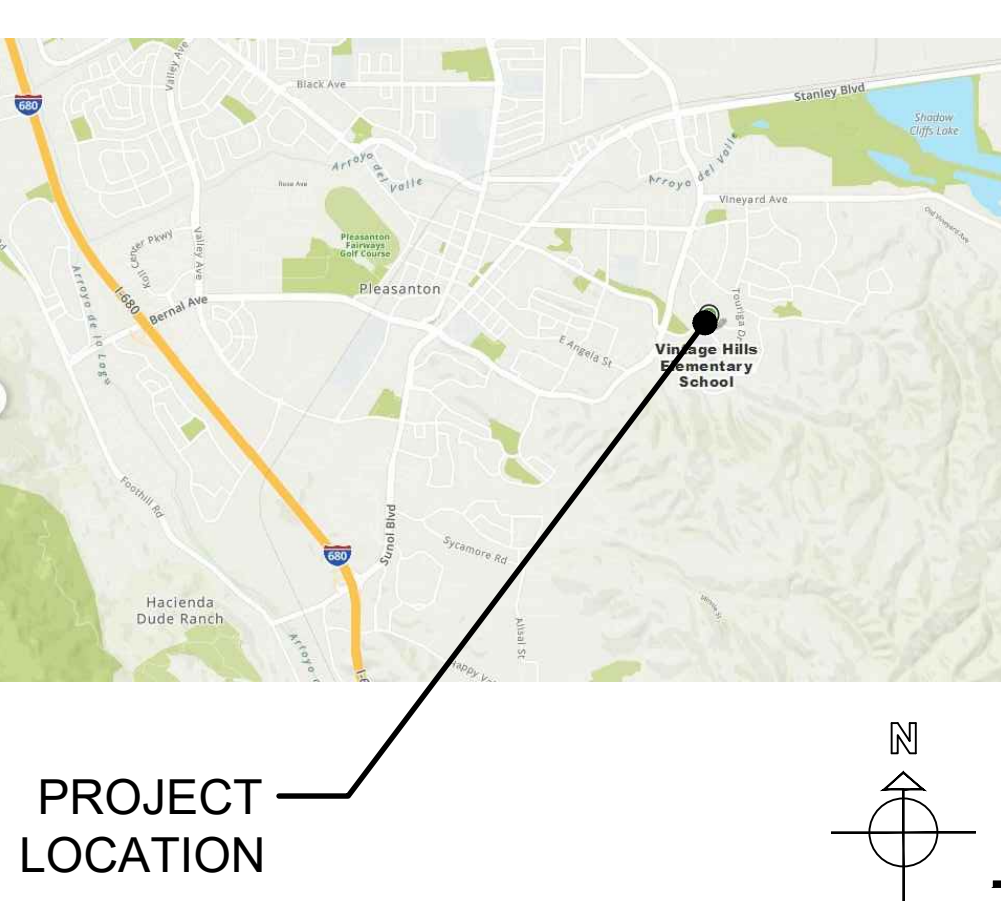 Valley Ave
Black Ave
680
Stanley Blvd
Shadow
Cliffs Lake
Arroyo del Valle
Arroyo del Valle
Rose Ave
Vineyard Ave
Old Vineyard Ave
Koll Center Pkwy
Valley Ave
Pleasanton
Fairways
Golf Course
Arroyo de la Laga
I-680
Bernal Ave
Pleasanton
Touriga Dr
E Angela St
Vintage Hills
Elementary
School
Foothill Rd
Sunol Blvd
680
Sycamore Rd
Hacienda
Dude Ranch
Alisal St
Arroyo
Happy
PROJECT
LOCATION
N